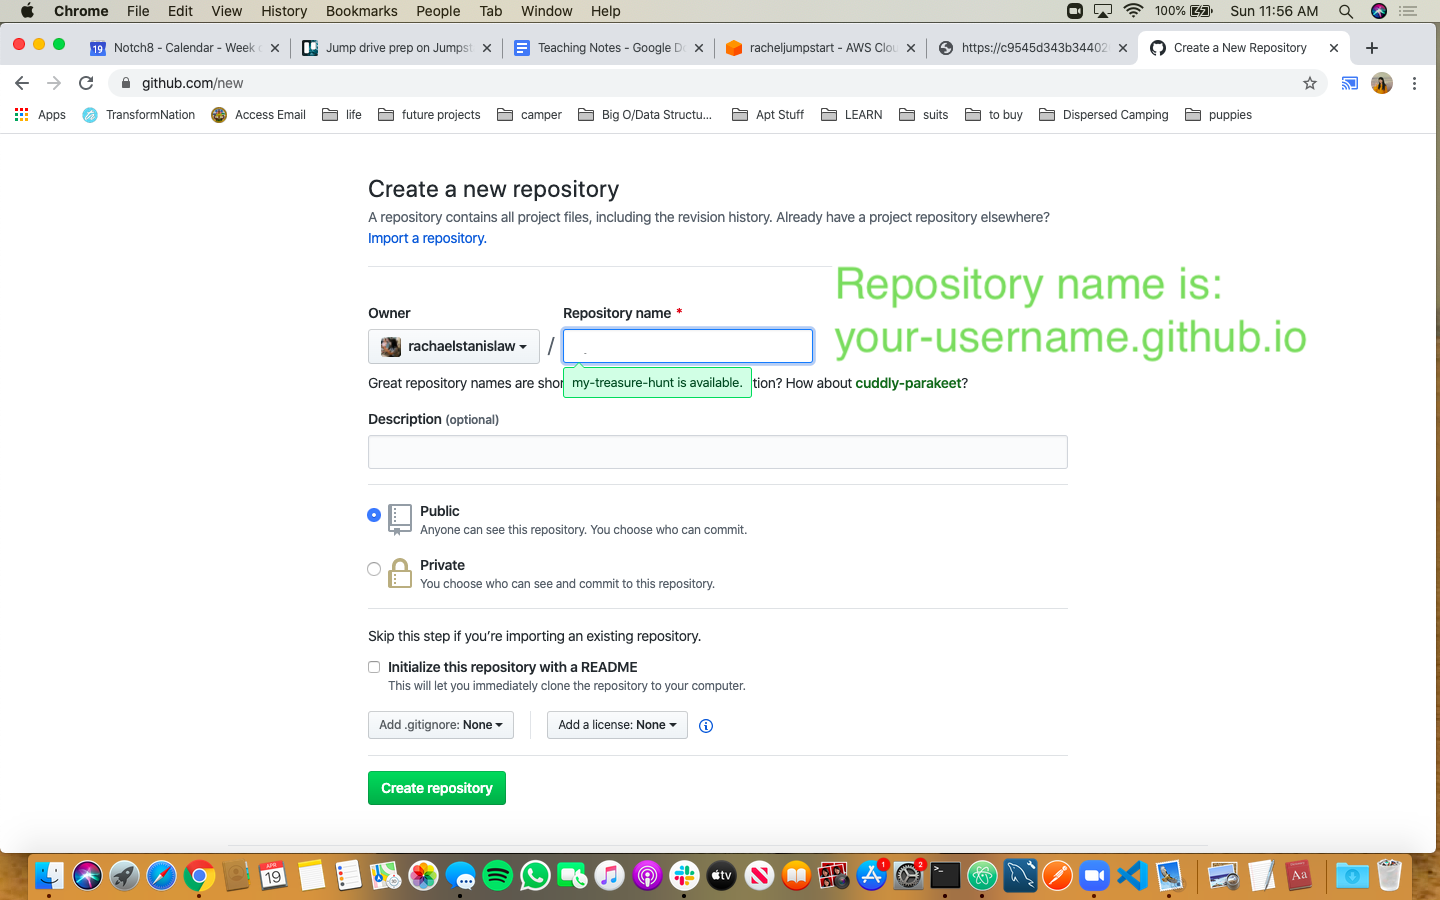 Chrome File Edit View History Bookmarks People Tab Window Help 100% Sun 11:56 AM
19 Notch8 - Calendar - Week Jump drive prep on Jumpst Teaching Notes - Google D racheljumpstart - AWS Clou https://c9545d343b34402 Create a New Repository
github.com/new
Apps TransformNation Access Email life future projects camper Big O/Data Structu... Apt Stuff LEARN suits to buy Dispersed Camping puppies
Create a new repository
A repository contains all project files, including the revision history. Already have a project repository elsewhere?
Import a repository.
Repository name is:
your-username.github.io
Owner Repository name *
rachaelstanislaw /
Great repository names are shor my-treasure-hunt is available. tion? How about cuddly-parakeet?
Description (optional)
Public
Anyone can see this repository. You choose who can commit.
Private
You choose who can see and commit to this repository.
Skip this step if you’re importing an existing repository.
Initialize this repository with a README
This will let you immediately clone the repository to your computer.
Add .gitignore: None Add a license: None
Create repository
APR 19 tv 1 2 >_ Aa